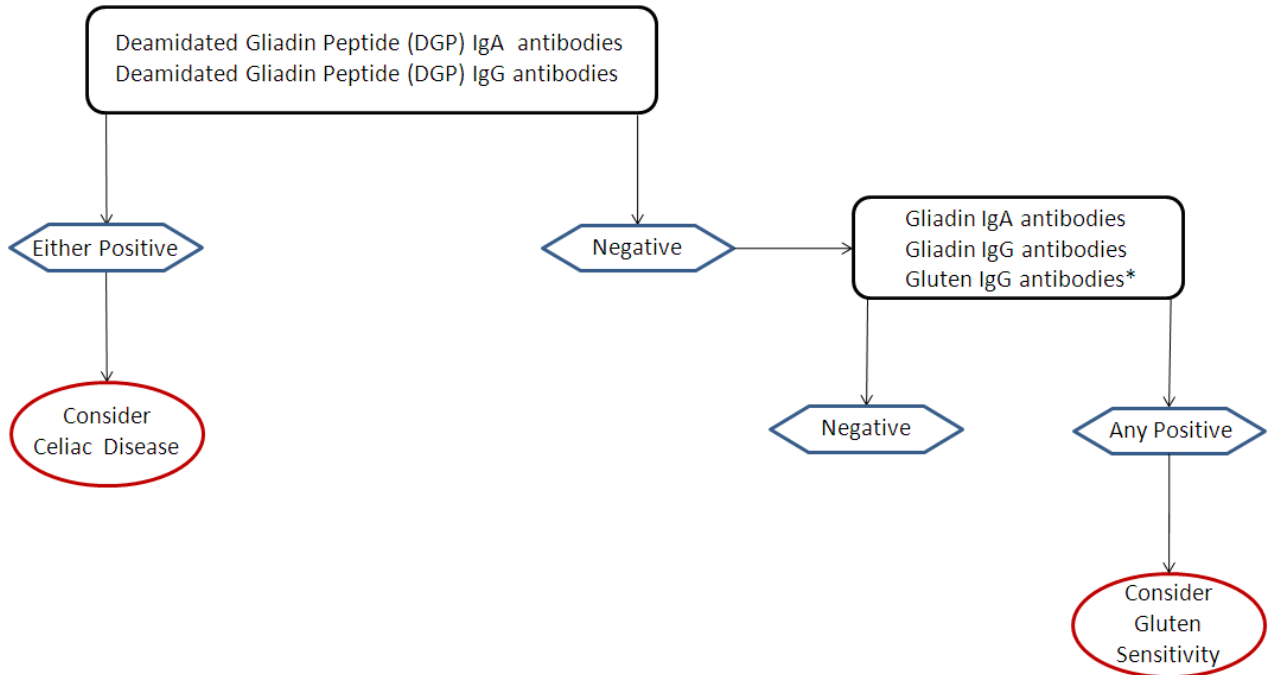 Deamidated Gliadin Peptide (DGP) IgA  antibodies
Deamidated Gliadin Peptide (DGP) IgG antibodies
Either Positive
Negative
Gliadin IgA antibodies
Gliadin IgG antibodies
Gluten IgG antibodies*
Consider
Celiac  Disease
Negative
Any Positive
Consider
Gluten
Sensitivity